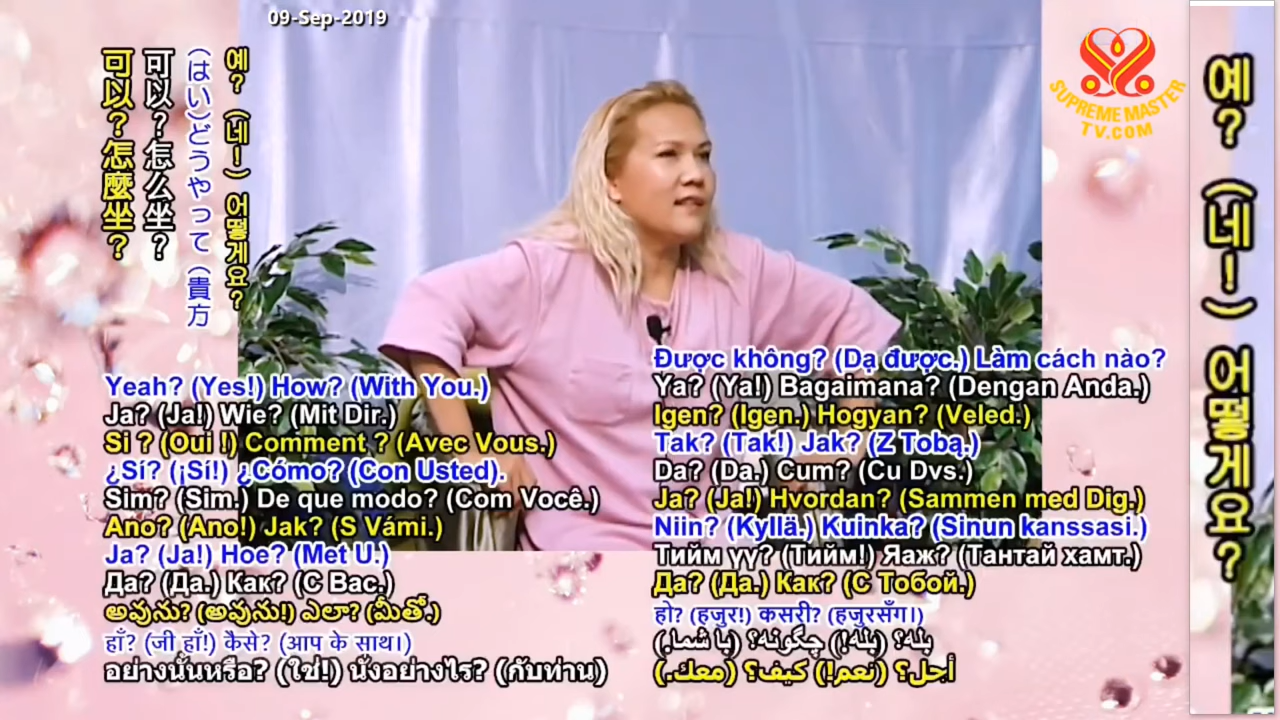 09-Sep-2019
SUPREME MASTER
TV.COM
예? (네!) 어떻게요?
(はい)どうやって (貴方
可以?怎么坐?
可以?怎麼坐?
Yeah? (Yes!) How? (With You.)
Ja? (Ja!) Wie? (Mit Dir.)
Si ? (Oui !) Comment ? (Avec Vous.)
¿Sí? (¡Sí!) ¿Cómo? (Con Usted).
Sim? (Sim.) De que modo? (Com Você.)
Ano? (Ano!) Jak? (S Vámi.)
Ja? (Ja!) Hoe? (Met U.)
Да? (Да.) Как? (С Вас.)
అవును? (అవును!) ఎలా? (మీతో.)
हाँ? (जी हाँ!) कैसे? (आप के साथ।)
อย่างนั้นหรือ? (ใช่!) นั่งอย่างไร? (กับท่าน)
Được không? (Dạ được.) Làm cách nào?
Ya? (Ya!) Bagaimana? (Dengan Anda.)
Igen? (Igen.) Hogyan? (Veled.)
Tak? (Tak!) Jak? (Z Tobą.)
Da? (Da.) Cum? (Cu Dvs.)
Ja? (Ja!) Hvordan? (Sammen med Dig.)
Niin? (Kyllä.) Kuinka? (Sinun kanssasi.)
Тийм үү? (Тийм!) Яаж? (Тантай хамт.)
Да? (Да.) Как? (С Тобой.)
हो? (हजुर!) कसरी? (हजुरसँग।)
بله؟ (بله!) چگونه؟ (با شما.)
أجل؟ (نعم!) كيف؟ (معك.)
예? (네!) 어떻게요?